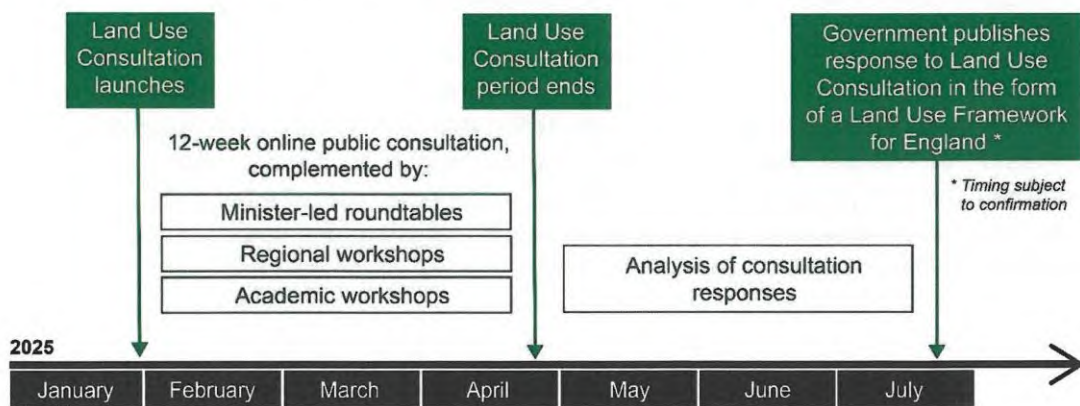 Land Use
Consultation
launches
Land Use
Consultation
period ends
Government publishes
response to Land Use
Consultation in the form
of a Land Use Framework
for England *
12-week online public consultation,
complemented by:
Minister-led roundtables
Regional workshops
Academic workshops
* Timing subject
to confirmation
Analysis of consultation
responses
2025
January
February
March
April
May
June
July